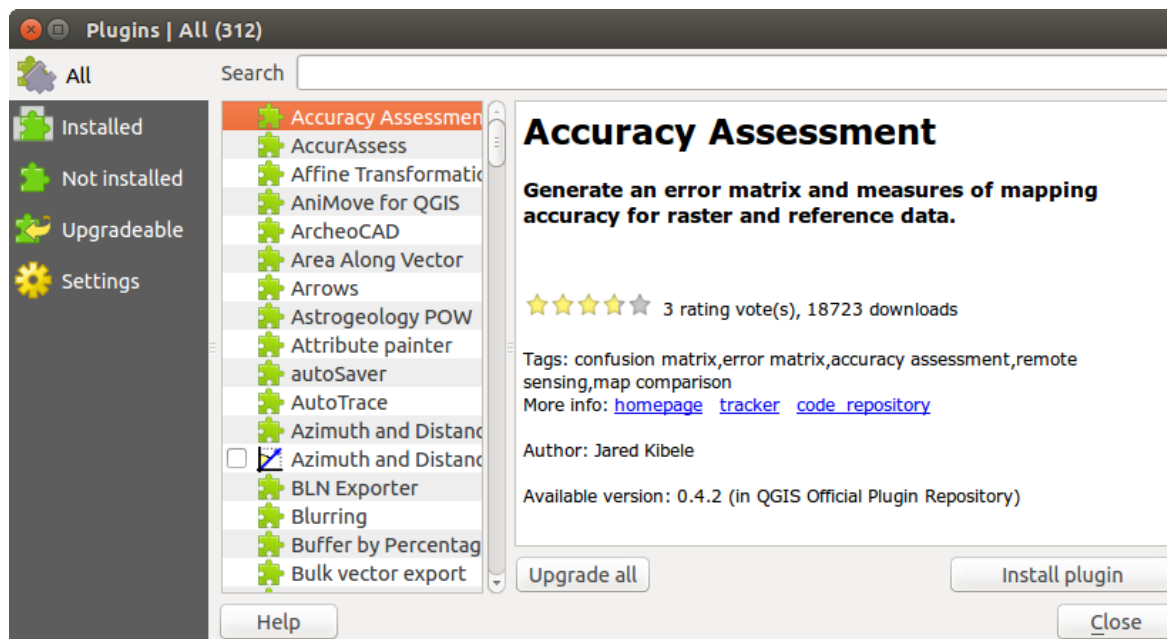 Plugins | All (312)
All
Installed
Not installed
Upgradeable
Settings
Search
Accuracy Assessmen
AccurAssess
Affine Transformatic
AniMove for QGIS
ArcheoCAD
Area Along Vector
Arrows
Astrogeology POW
Attribute painter
autoSaver
AutoTrace
Azimuth and Distanc
Azimuth and Distanc
BLN Exporter
Blurring
Buffer by Percentag
Bulk vector export
Accuracy Assessment
Generate an error matrix and measures of mapping
accuracy for raster and reference data.
3 rating vote(s), 18723 downloads
Tags: confusion matrix,error matrix,accuracy assessment,remote
sensing,map comparison
More info: homepage tracker code_repository
Author: Jared Kibele
Available version: 0.4.2 (in QGIS Official Plugin Repository)
Upgrade all
Install plugin
Help
Close